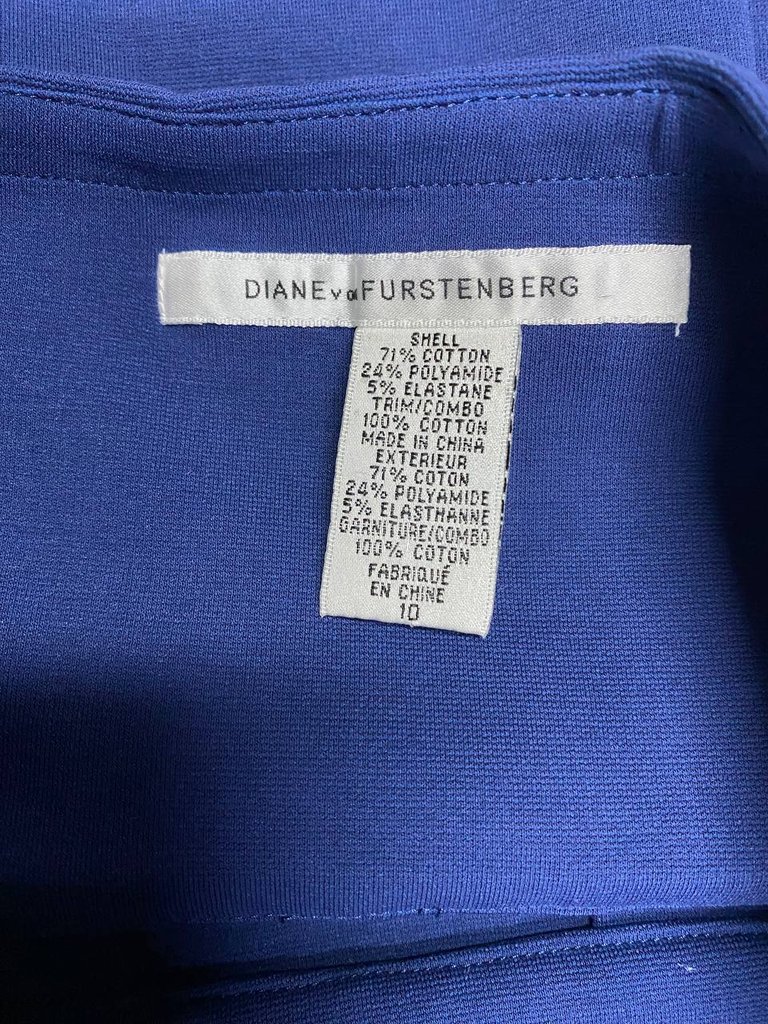 DIANE von FURSTENBERG
SHELL
71% COTTON
24% POLYAMIDE
5% ELASTANE
TRIM/COMBO
100% COTTON
MADE IN CHINA
EXTERIEUR
71% COTON
24% POLYAMIDE
5% ELASTHANNE
GARNITURE/COMBO
100% COTON
FABRIQUÉ
EN CHINE
10